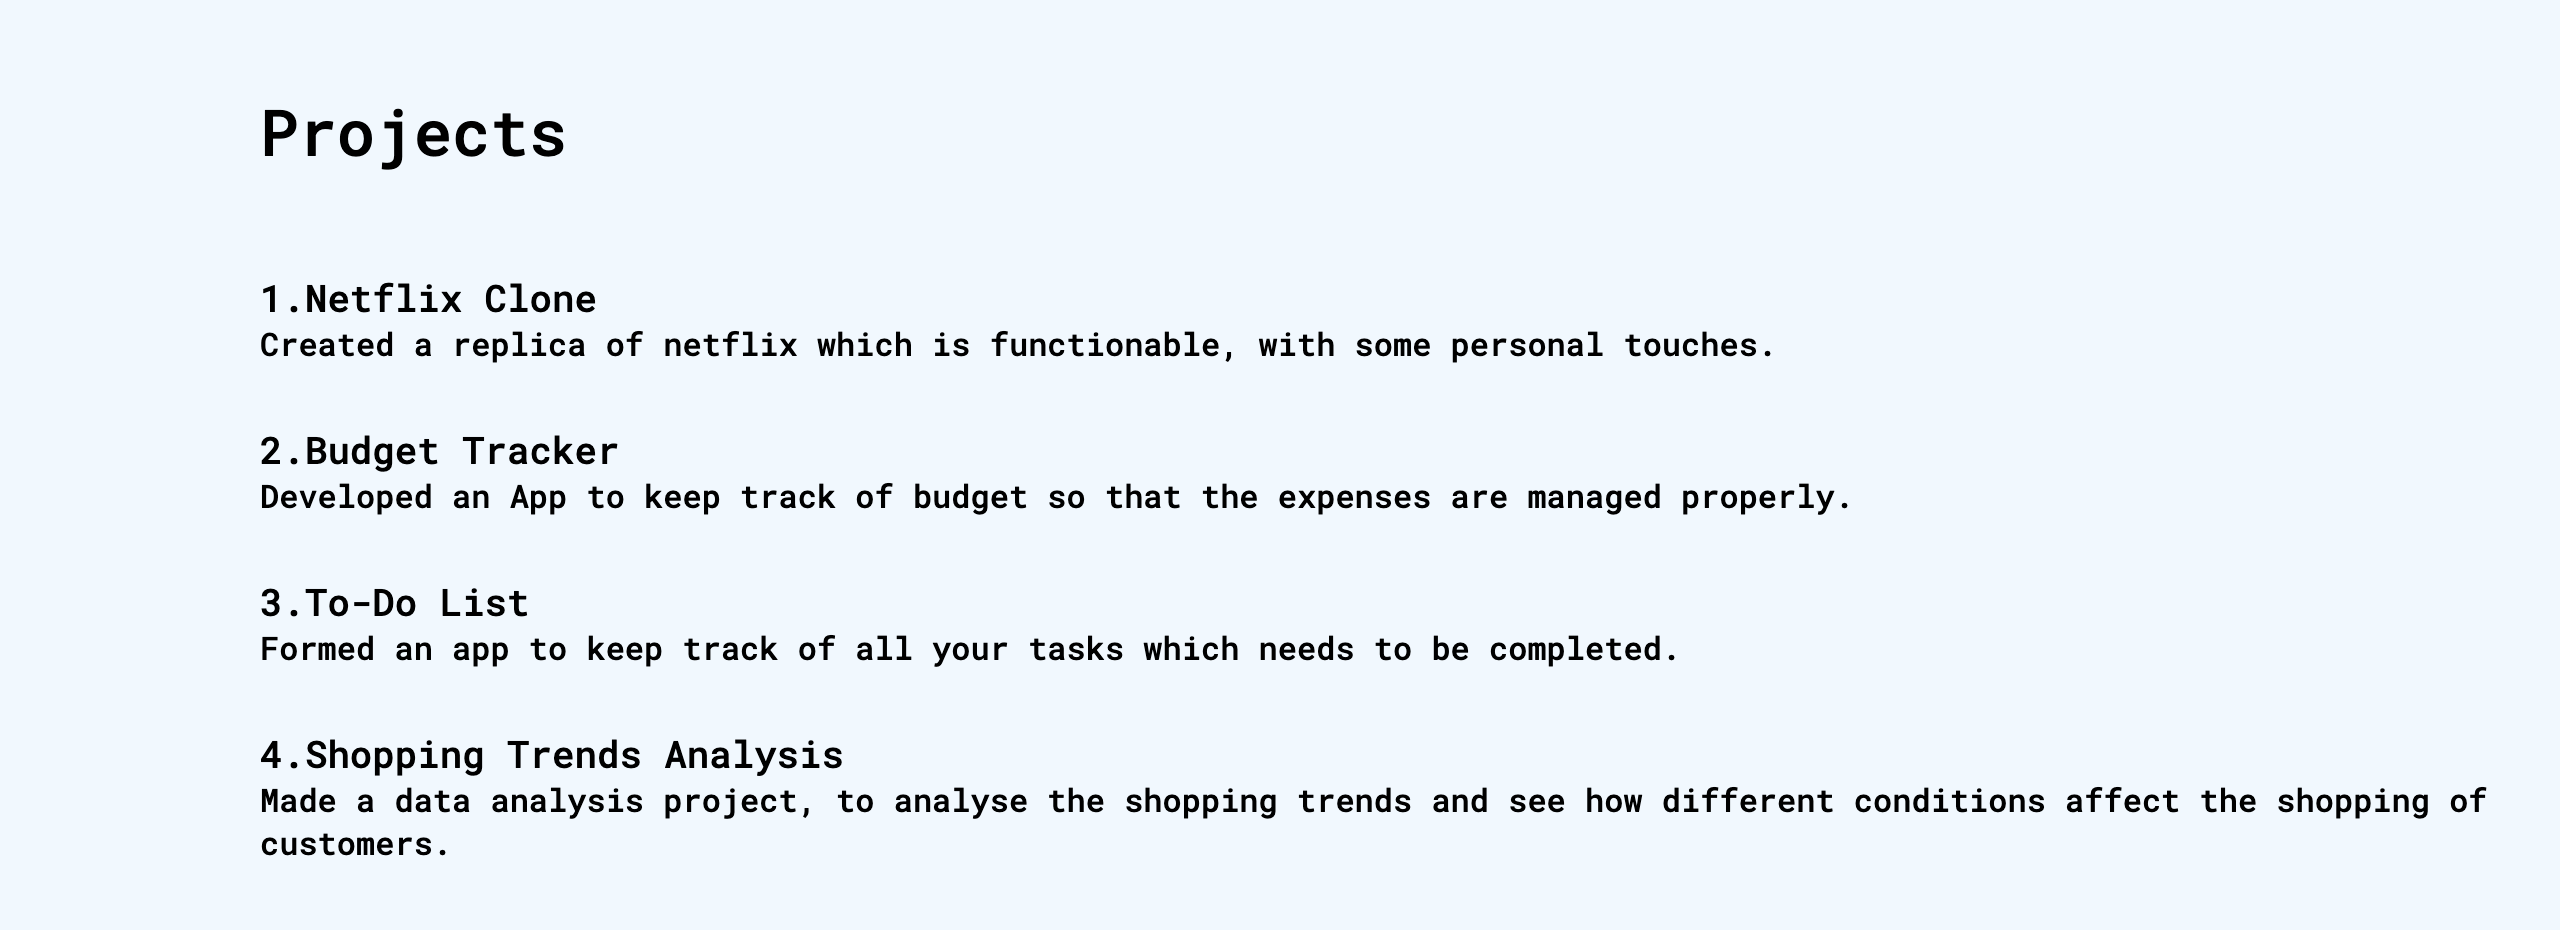 Projects
1.Netflix Clone
Created a replica of netflix which is functionable, with some personal touches.
2.Budget Tracker
Developed an App to keep track of budget so that the expenses are managed properly.
3.To-Do List
Formed an app to keep track of all your tasks which needs to be completed.
4.Shopping Trends Analysis
Made a data analysis project, to analyse the shopping trends and see how different conditions affect the shopping of
customers.